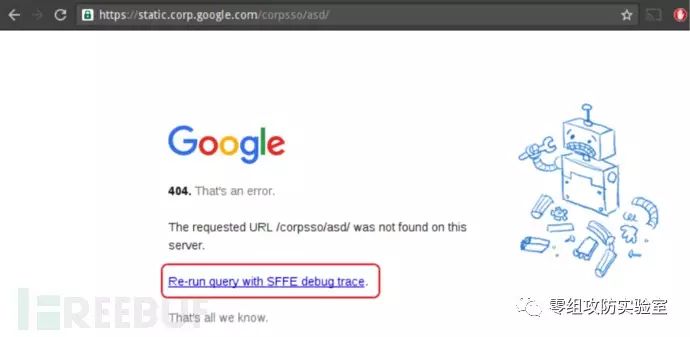 https://static.corp.google.com/corpsso/asd/
Google
404. That's an error.
The requested URL /corpsso/asd/ was not found on this
server.
Re-run query with SFFE debug trace.
That's all we know.
FREEBUF
零组攻防实验室